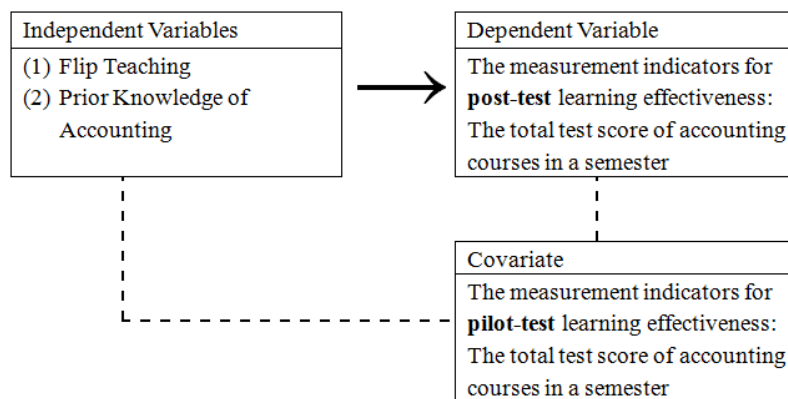 Independent Variables
(1) Flip Teaching
(2) Prior Knowledge of
Accounting
Dependent Variable
The measurement indicators for
post-test learning effectiveness:
The total test score of accounting
courses in a semester
Covariate
The measurement indicators for
pilot-test learning effectiveness:
The total test score of accounting
courses in a semester